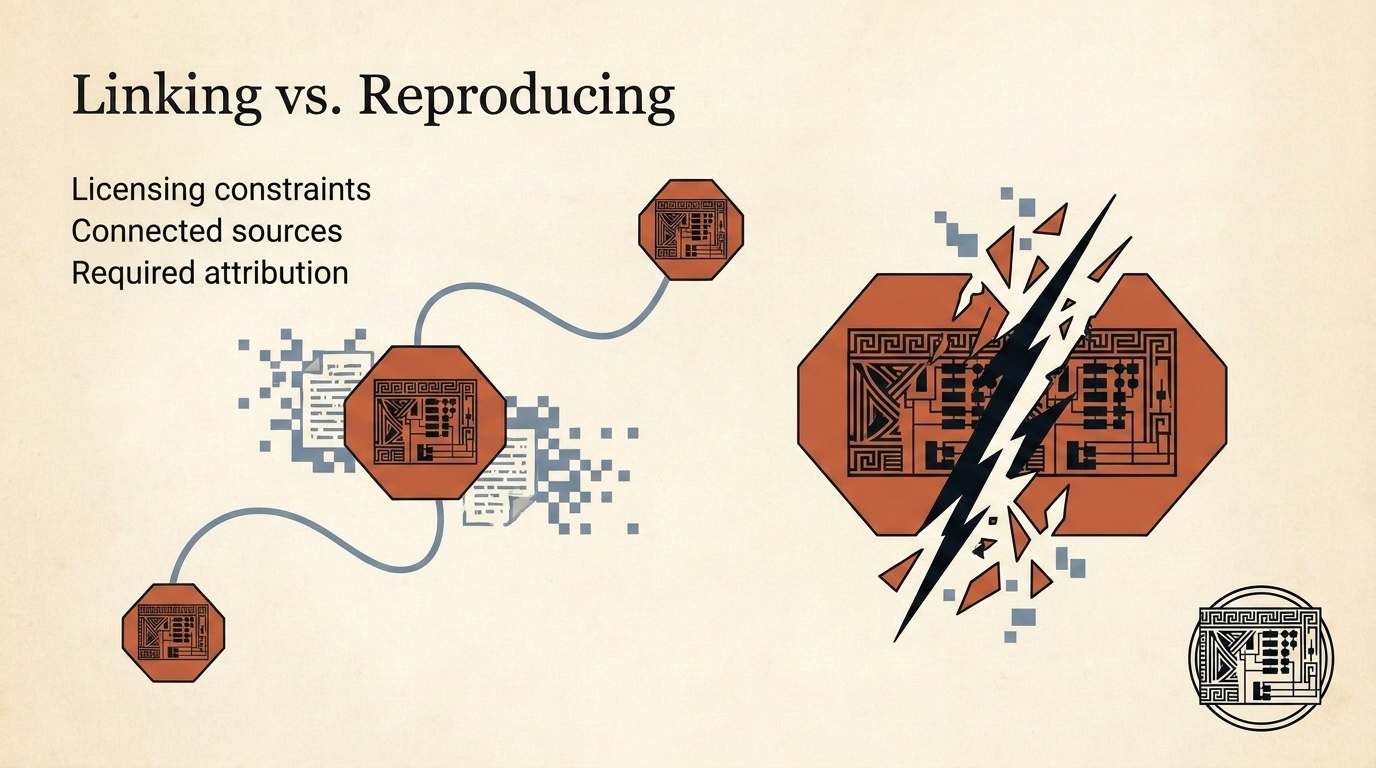 Linking vs. Reproducing
Licensing constraints
Connected sources
Required attribution